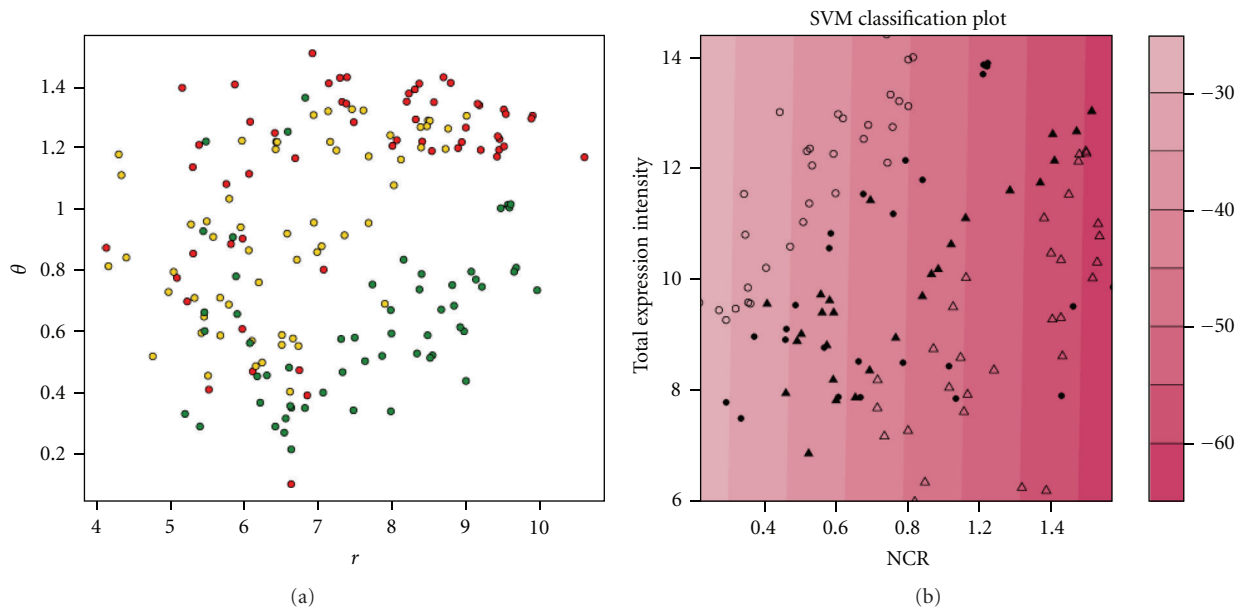 SVM classification plot
1.4
1.2
1
0.8
0.6
0.4
0.2
θ
4 5 6 7 8 9 10
r
(a)
14
12
10
8
6
Total expression intensity
0.4 0.6 0.8 1.2 1.4
NCR
(b)
−30
−40
−50
−60